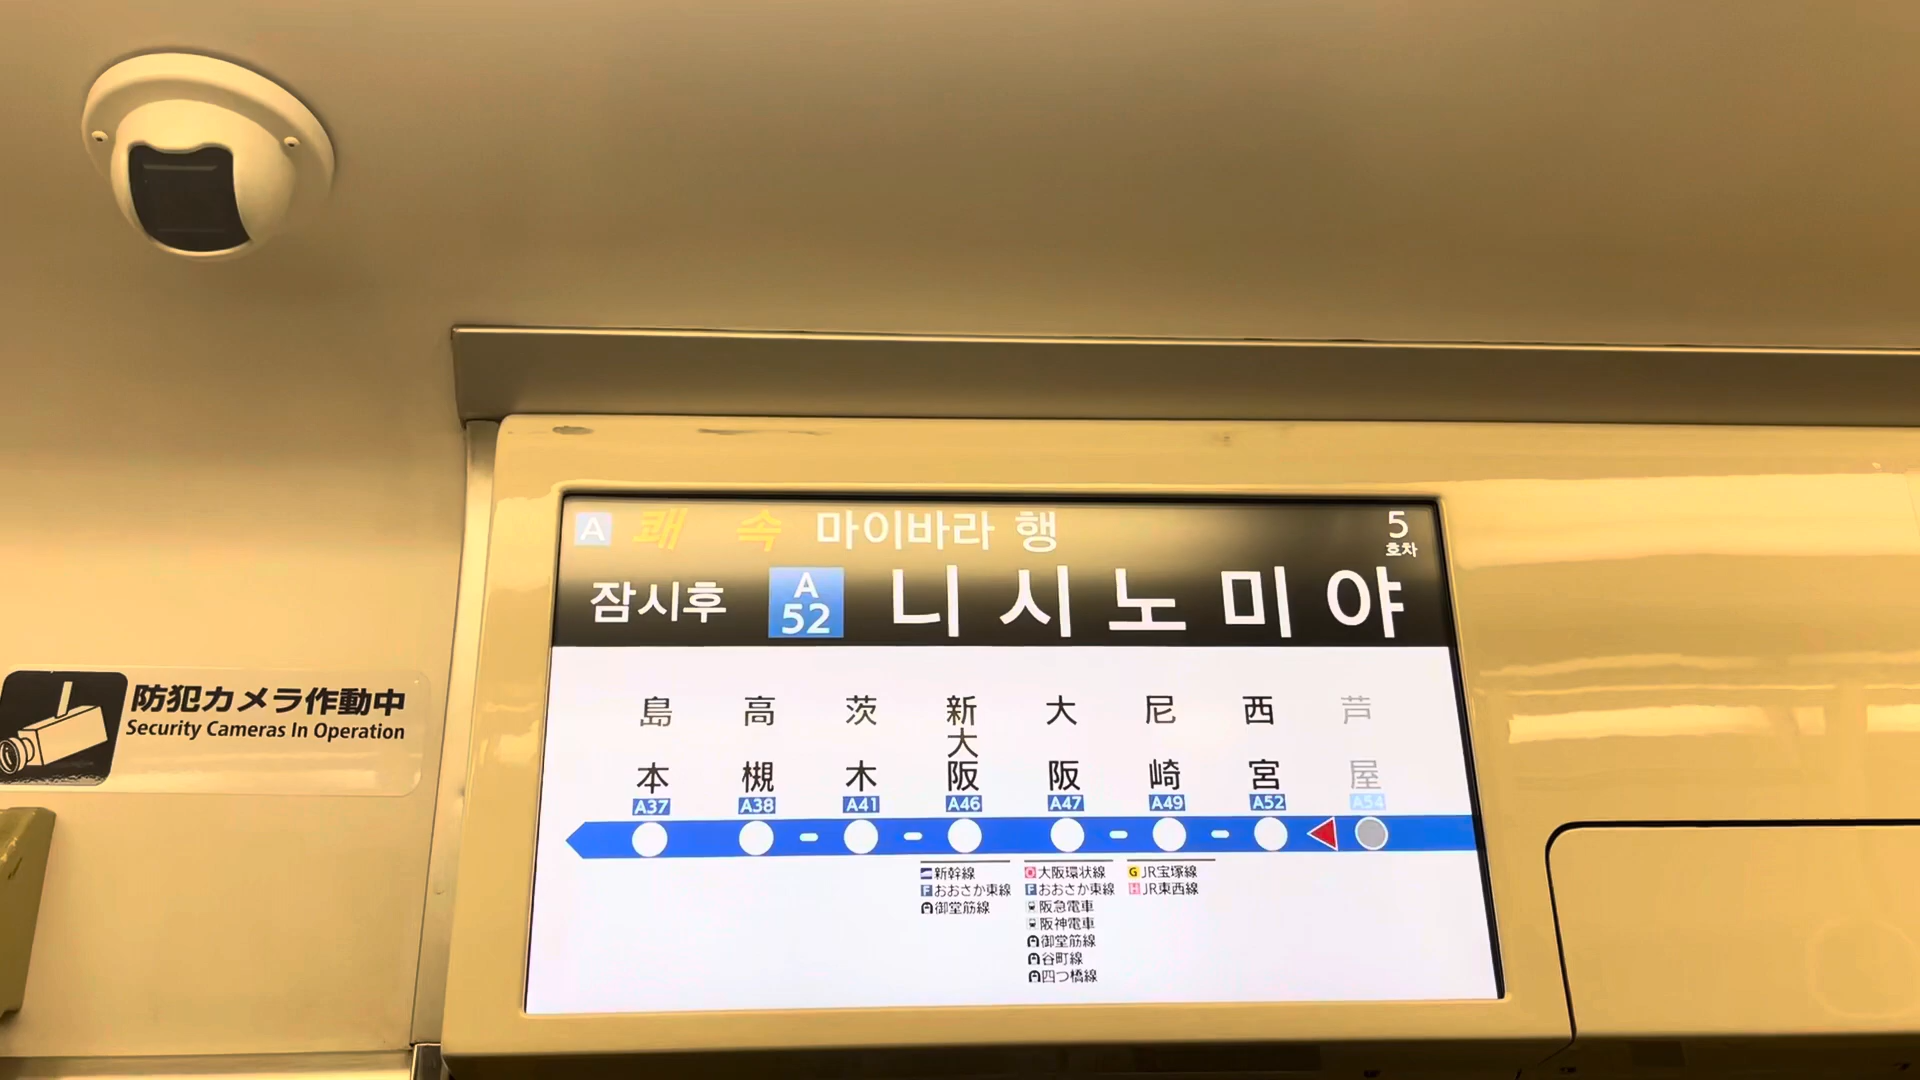 A 쾌 속 마이바라 행
5
호차
잠시후 A 52 니시노미야
島本 高槻 茨木 新大阪 大阪 尼崎 西宮 芦屋
A37 A38 A41 A46 A47 A49 A52 A54
新幹線
F おおさか東線
御堂筋線
O 大阪環状線
F おおさか東線
阪急電車
阪神電車
御堂筋線
谷町線
四つ橋線
G JR宝塚線
H JR東西線
防犯カメラ作動中
Security Cameras In Operation